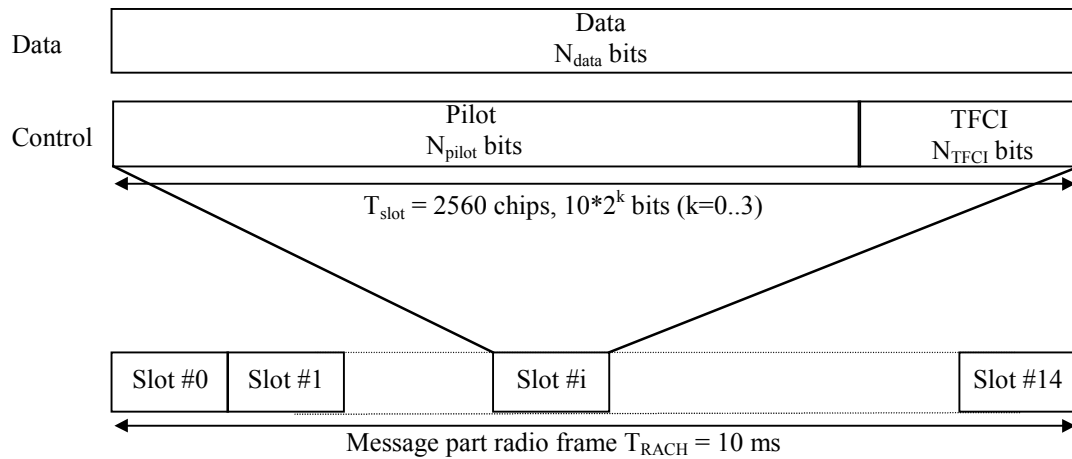 Data
Data
N_data bits
Control
Pilot
N_pilot bits
TFCI
N_TFCI bits
T_slot = 2560 chips, 10*2^k bits (k=0..3)
Slot #0
Slot #1
Slot #i
Slot #14
Message part radio frame T_RACH = 10 ms